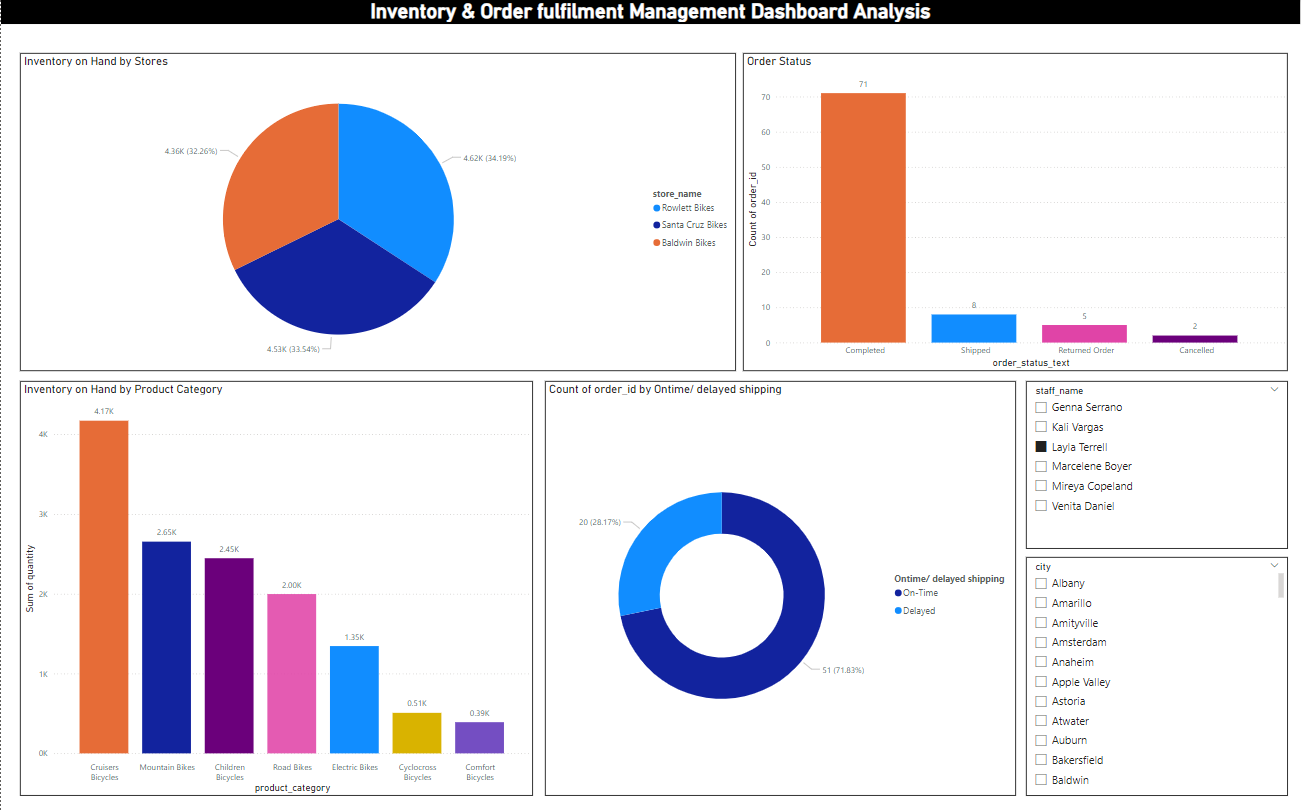 Inventory & Order fulfilment Management Dashboard Analysis
Inventory on Hand by Stores
4.36K (32.26%)
4.62K (34.19%)
4.53K (33.54%)
store_name
Rowlett Bikes
Santa Cruz Bikes
Baldwin Bikes
Order Status
Count of order_id
70
60
50
40
30
20
10
0
71
8
5
2
Completed
Shipped
Returned Order
Cancelled
order_status_text
Inventory on Hand by Product Category
Sum of quantity
4K
3K
2K
1K
0K
4.17K
2.65K
2.45K
2.00K
1.35K
0.51K
0.39K
Cruisers
Bicycles
Mountain Bikes
Children
Bicycles
Road Bikes
Electric Bikes
Cyclocross
Bicycles
Comfort
Bicycles
product_category
Count of order_id by Ontime/ delayed shipping
20 (28.17%)
51 (71.83%)
Ontime/ delayed shipping
On-Time
Delayed
staff_name
Genna Serrano
Kali Vargas
Layla Terrell
Marcelene Boyer
Mireya Copeland
Venita Daniel
city
Albany
Amarillo
Amityville
Amsterdam
Anaheim
Apple Valley
Astoria
Atwater
Auburn
Bakersfield
Baldwin